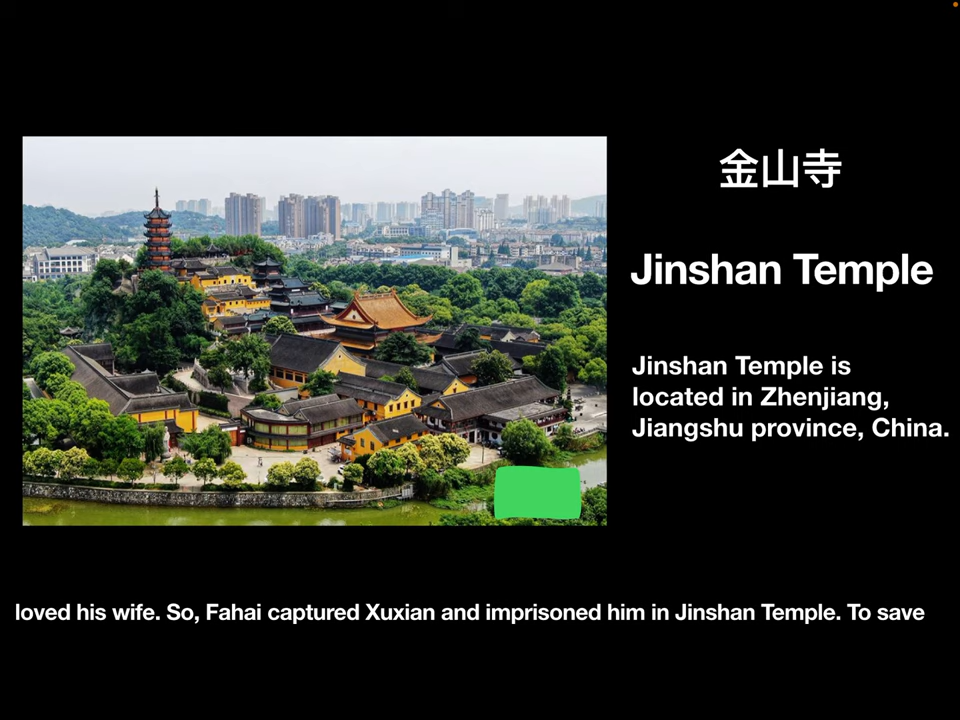 金山寺
Jinshan Temple
Jinshan Temple is
located in Zhenjiang,
Jiangshu province, China.
loved his wife. So, Fahai captured Xuxian and imprisoned him in Jinshan Temple. To save